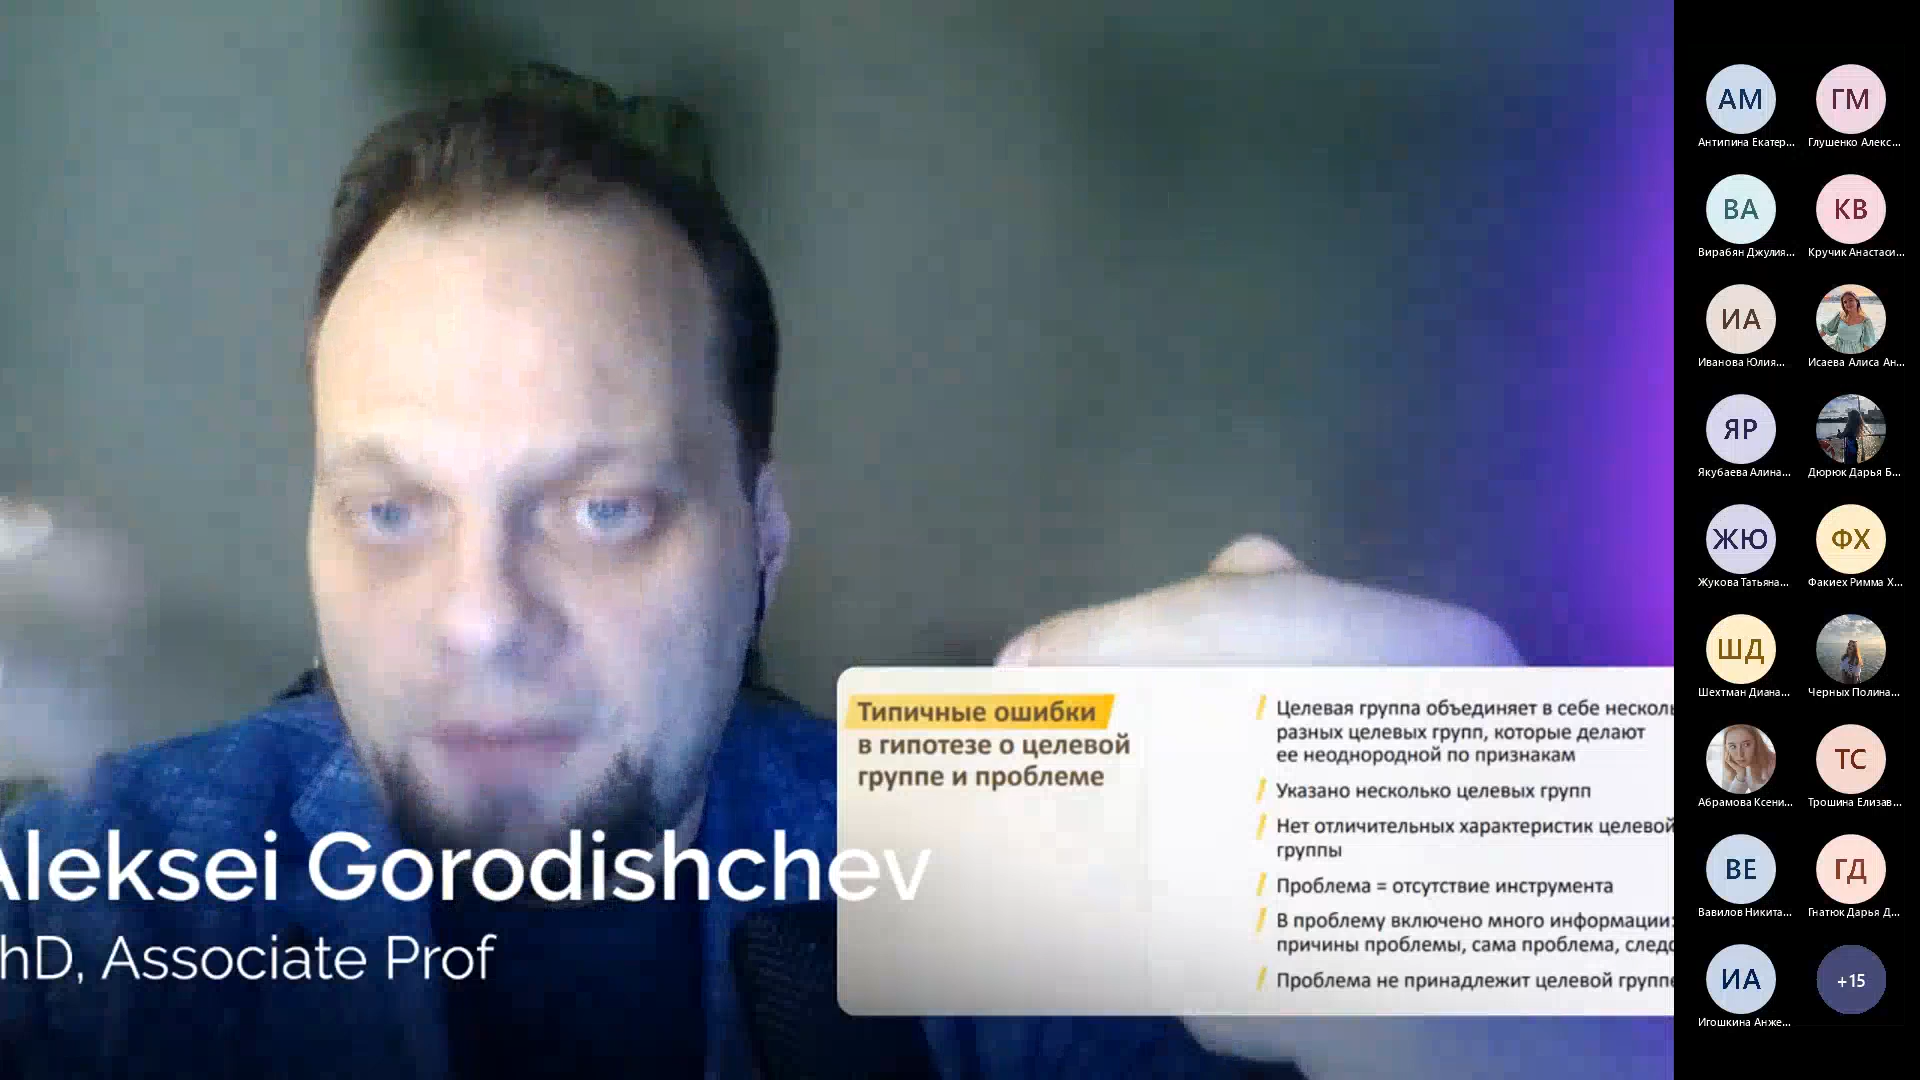 Aleksei Gorodishchev
hD, Associate Prof
Типичные ошибки
в гипотезе о целевой
группе и проблеме
Целевая группа объединяет в себе несколь
разных целевых групп, которые делают
ее неоднородной по признакам
Указано несколько целевых групп
Нет отличительных характеристик целевой
группы
Проблема = отсутствие инструмента
В проблему включено много информации:
причины проблемы, сама проблема, следс
Проблема не принадлежит целевой группе
АМ
Антипина Екатер...
ГМ
Глушенко Алекс...
ВА
Вирабян Джулия...
КВ
Кручик Анастаси...
ИА
Иванова Юлия...
Исаева Алиса Ан...
ЯР
Якубаева Алина...
Дюрюк Дарья Б...
ЖЮ
Жукова Татьяна...
ФХ
Факиех Римма Х...
ШД
Шехтман Диана...
Черных Полина...
Абрамова Ксени...
ТС
Трошина Елизав...
ВЕ
Вавилов Никита...
ГД
Гнатюк Дарья Д...
ИА
Игошкина Анже...
+15